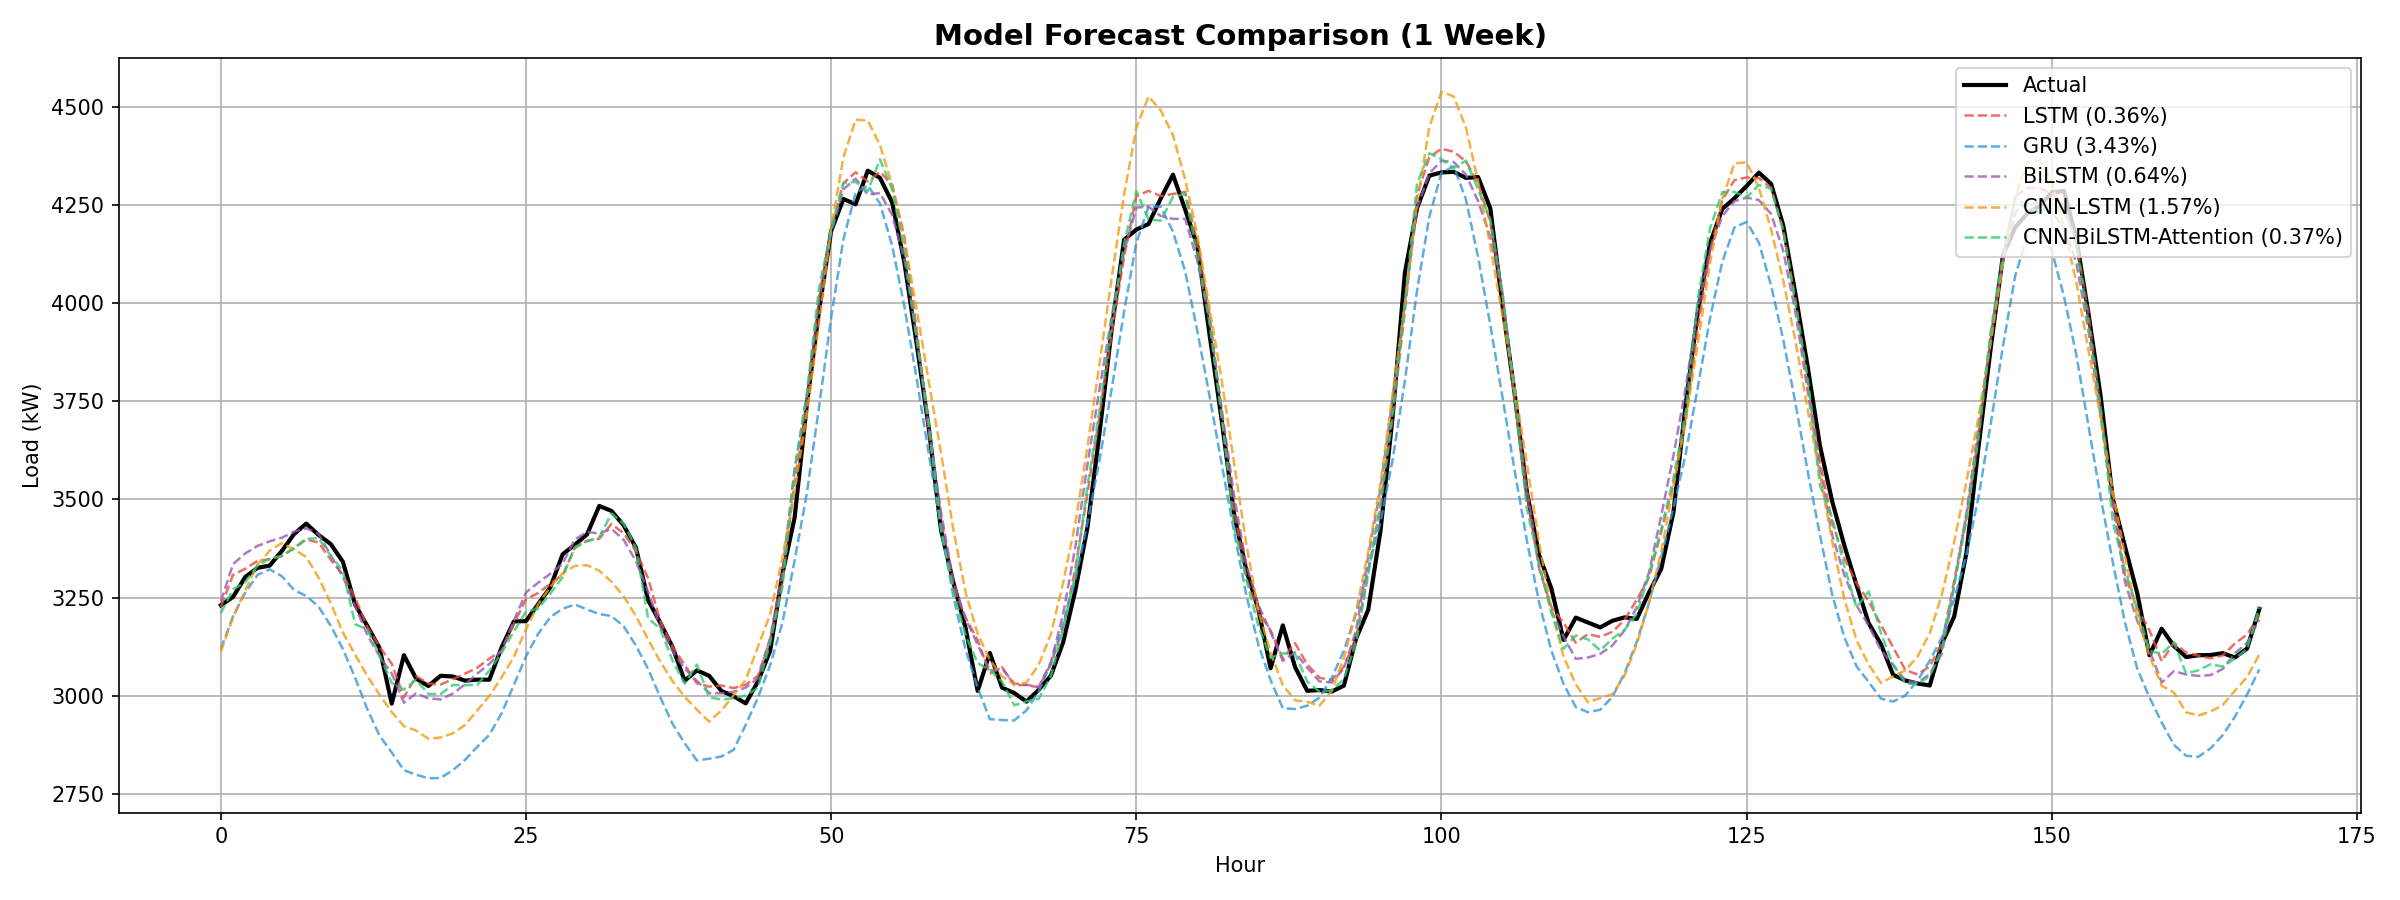 Model Forecast Comparison (1 Week)
Load (kW)
4500
4250
4000
3750
3500
3250
3000
2750
Actual
LSTM (0.36%)
GRU (3.43%)
BiLSTM (0.64%)
CNN-LSTM (1.57%)
CNN-BiLSTM-Attention (0.37%)
0 25 50 75 100 125 150 175
Hour